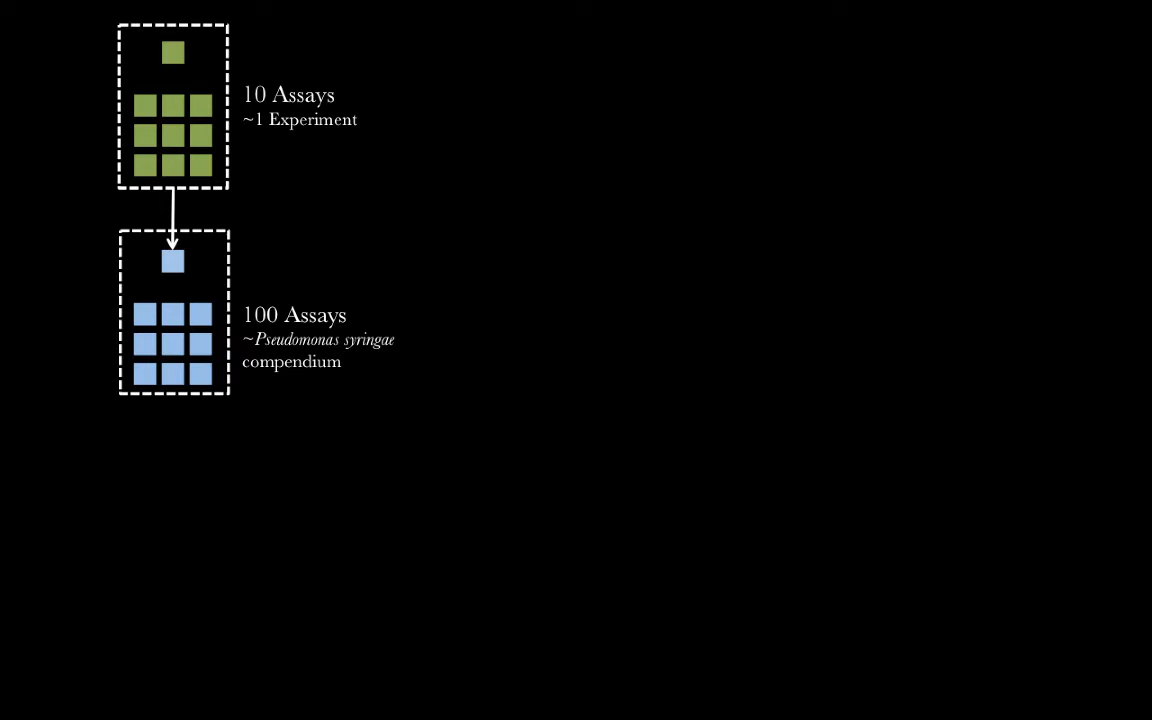 10 Assays
~1 Experiment
100 Assays
~Pseudomonas syringae
compendium